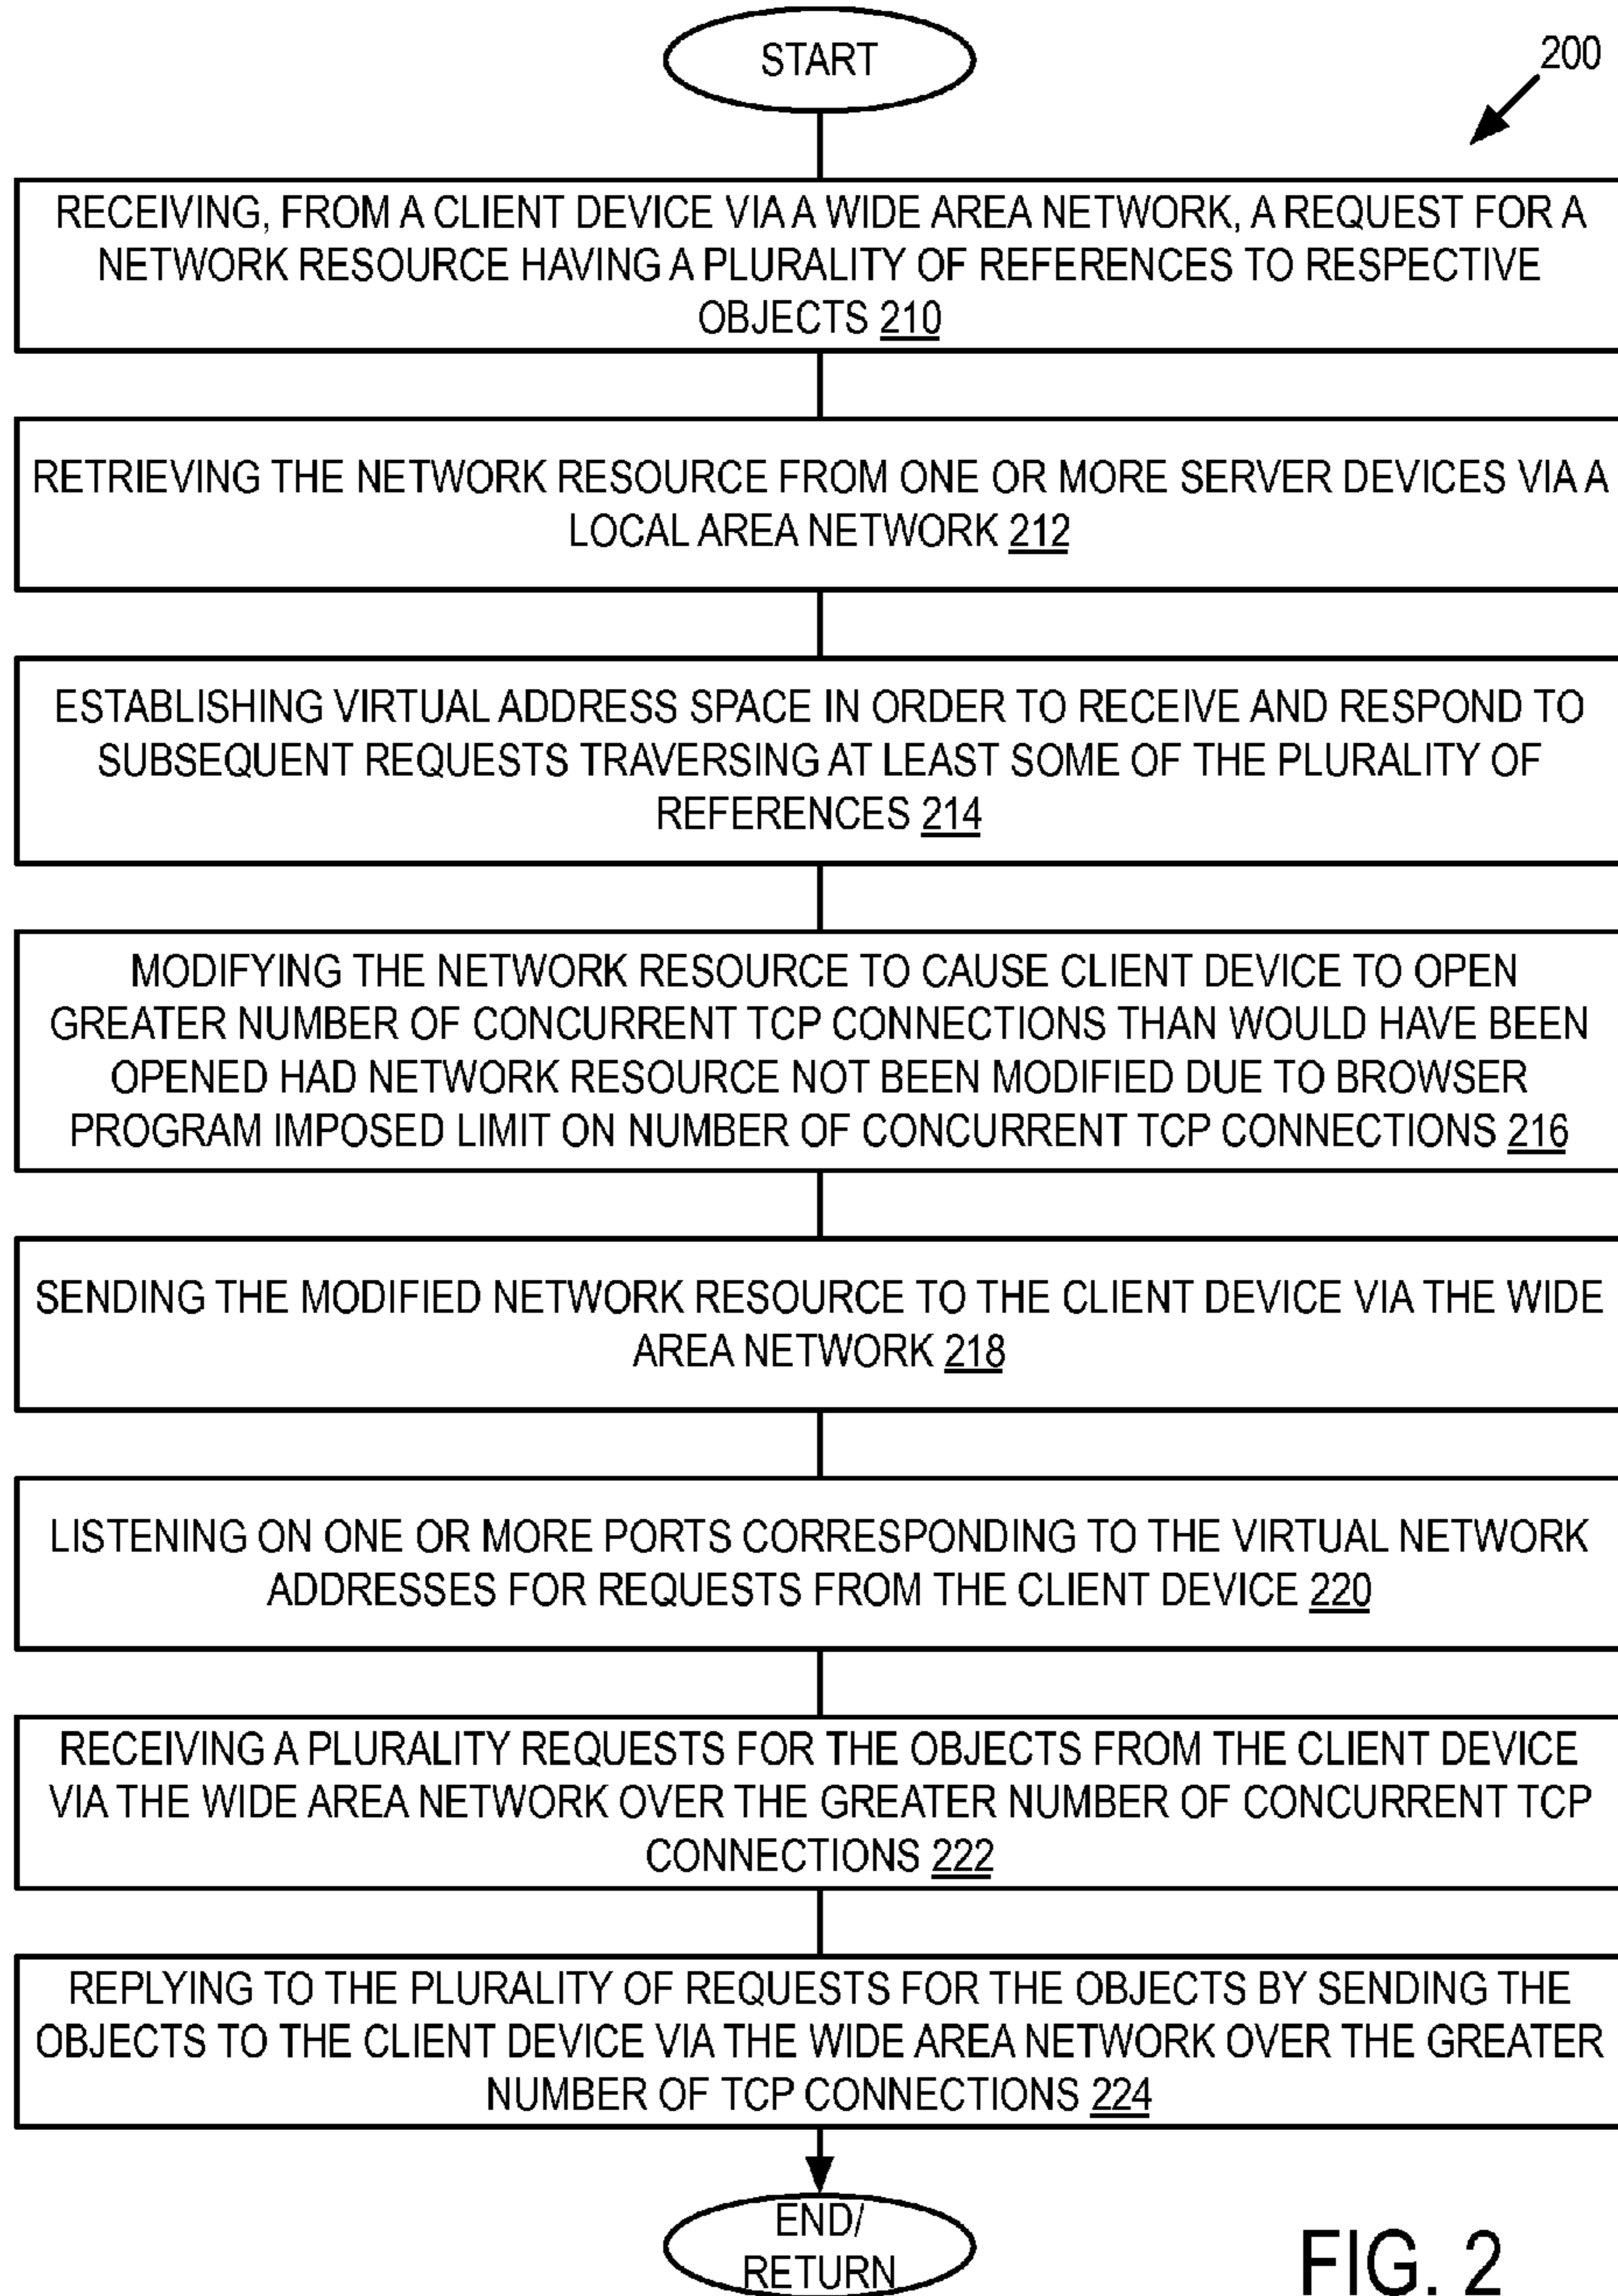 START
200
RECEIVING, FROM A CLIENT DEVICE VIA A WIDE AREA NETWORK, A REQUEST FOR A
NETWORK RESOURCE HAVING A PLURALITY OF REFERENCES TO RESPECTIVE
OBJECTS 210
RETRIEVING THE NETWORK RESOURCE FROM ONE OR MORE SERVER DEVICES VIA A
LOCAL AREA NETWORK 212
ESTABLISHING VIRTUAL ADDRESS SPACE IN ORDER TO RECEIVE AND RESPOND TO
SUBSEQUENT REQUESTS TRAVERSING AT LEAST SOME OF THE PLURALITY OF
REFERENCES 214
MODIFYING THE NETWORK RESOURCE TO CAUSE CLIENT DEVICE TO OPEN
GREATER NUMBER OF CONCURRENT TCP CONNECTIONS THAN WOULD HAVE BEEN
OPENED HAD NETWORK RESOURCE NOT BEEN MODIFIED DUE TO BROWSER
PROGRAM IMPOSED LIMIT ON NUMBER OF CONCURRENT TCP CONNECTIONS 216
SENDING THE MODIFIED NETWORK RESOURCE TO THE CLIENT DEVICE VIA THE WIDE
AREA NETWORK 218
LISTENING ON ONE OR MORE PORTS CORRESPONDING TO THE VIRTUAL NETWORK
ADDRESSES FOR REQUESTS FROM THE CLIENT DEVICE 220
RECEIVING A PLURALITY REQUESTS FOR THE OBJECTS FROM THE CLIENT DEVICE
VIA THE WIDE AREA NETWORK OVER THE GREATER NUMBER OF CONCURRENT TCP
CONNECTIONS 222
REPLYING TO THE PLURALITY OF REQUESTS FOR THE OBJECTS BY SENDING THE
OBJECTS TO THE CLIENT DEVICE VIA THE WIDE AREA NETWORK OVER THE GREATER
NUMBER OF TCP CONNECTIONS 224
END/
RETURN
FIG. 2